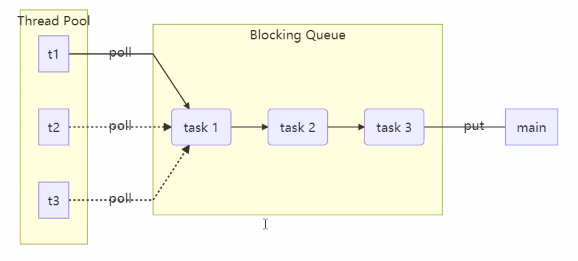 Thread Pool
Blocking Queue
t1
poll
t2
poll
task 1
task 2
task 3
put
main
t3
poll